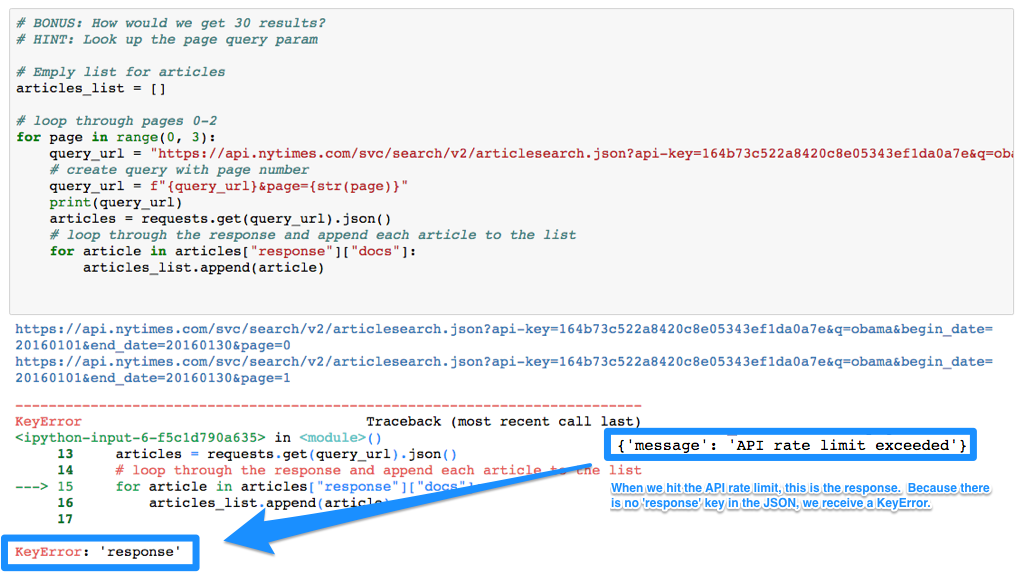 # BONUS: How would we get 30 results?
# HINT: Look up the page query param
# Emply list for articles
articles_list = []
# loop through pages 0-2
for page in range(0, 3):
    query_url = "https://api.nytimes.com/svc/search/v2/articlesearch.json?api-key=164b73c522a8420c8e05343ef1da0a7e&q=oba
    # create query with page number
    query_url = f"{query_url}&page={str(page)}"
    print(query_url)
    articles = requests.get(query_url).json()
    # loop through the response and append each article to the list
    for article in articles["response"]["docs"]:
        articles_list.append(article)
https://api.nytimes.com/svc/search/v2/articlesearch.json?api-key=164b73c522a8420c8e05343ef1da0a7e&q=obama&begin_date=
20160101&end_date=20160130&page=0
https://api.nytimes.com/svc/search/v2/articlesearch.json?api-key=164b73c522a8420c8e05343ef1da0a7e&q=obama&begin_date=
20160101&end_date=20160130&page=1
---------------------------------------------------------------------------
KeyError                                  Traceback (most recent call last)
<ipython-input-6-f5c1d790a635> in <module>()
     13     articles = requests.get(query_url).json()
     14     # loop through the response and append each article to the list
---> 15     for article in articles["response"]["docs"
     16         articles_list.append(article
     17
KeyError: 'response'
{'message': 'API rate limit exceeded'}
When we hit the API rate limit, this is the response.  Because there
is no 'response' key in the JSON, we receive a KeyError.